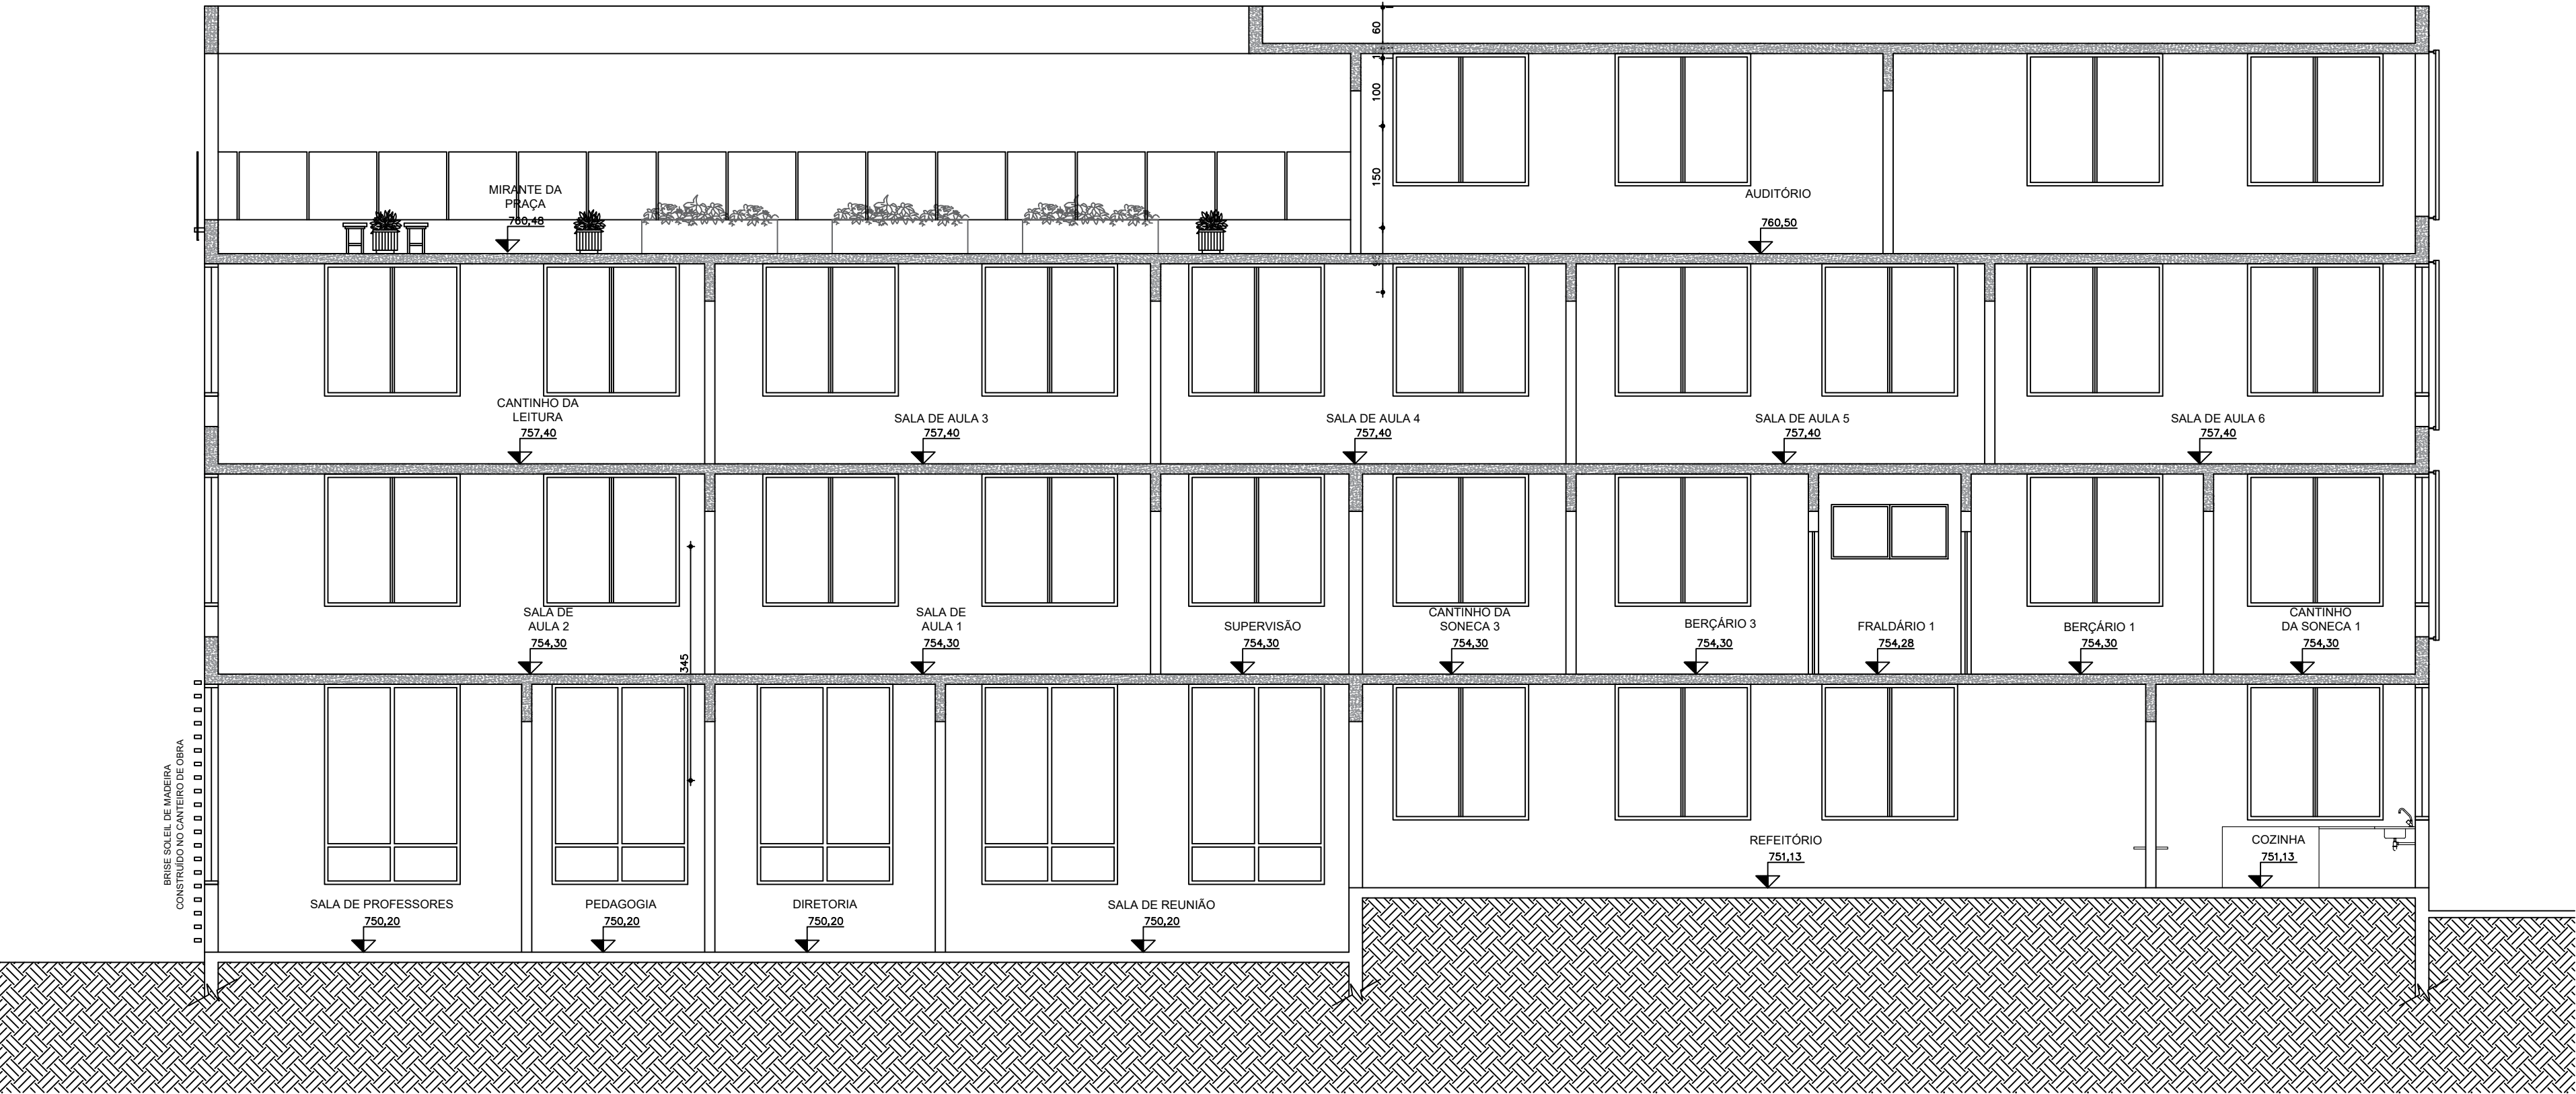 60
100
150
MIRANTE DA
PRAÇA
760,48
AUDITÓRIO
760,50
CANTINHO DA
LEITURA
757,40
SALA DE AULA 3
757,40
SALA DE AULA 4
757,40
SALA DE AULA 5
757,40
SALA DE AULA 6
757,40
SALA DE
AULA 2
754,30
345
SALA DE
AULA 1
754,30
SUPERVISÃO
754,30
CANTINHO DA
SONECA 3
754,30
BERÇÁRIO 3
754,30
FRALDÁRIO 1
754,28
BERÇÁRIO 1
754,30
CANTINHO
DA SONECA 1
754,30
BRISE SOLEIL DE MADEIRA
CONSTRUÍDO NO CANTEIRO DE OBRA
SALA DE PROFESSORES
750,20
PEDAGOGIA
750,20
DIRETORIA
750,20
SALA DE REUNIÃO
750,20
REFEITÓRIO
751,13
COZINHA
751,13